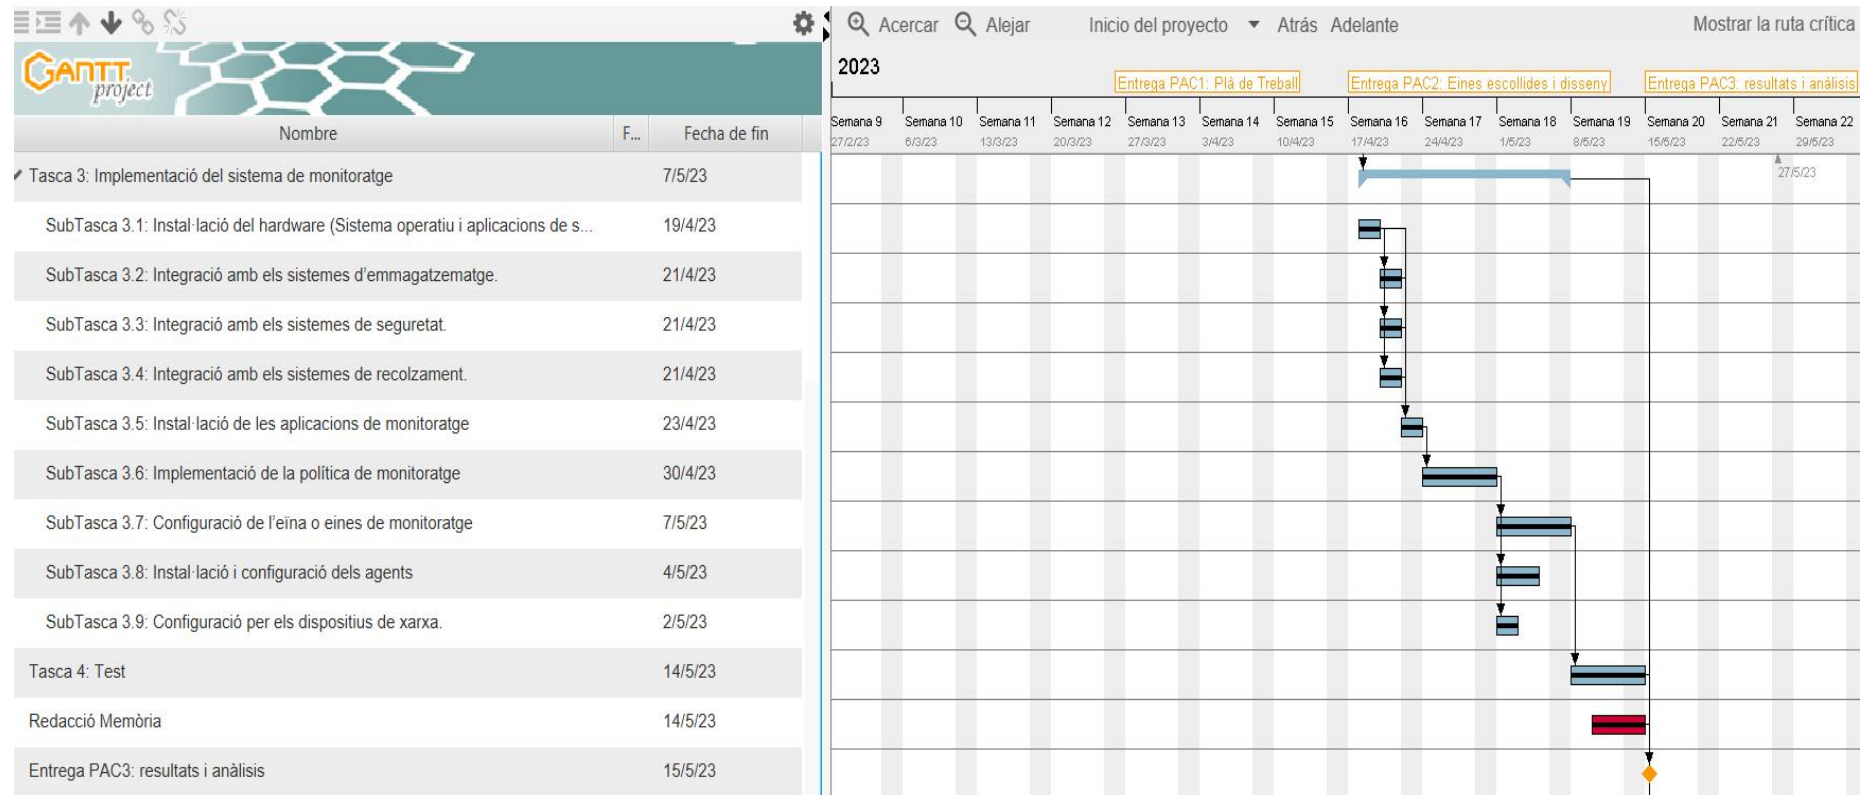 Acercar Alejar Inicio del proyecto Atrás Adelante Mostrar la ruta crítica
GANTT
project
2023
Entrega PAC1: Plà de Treball Entrega PAC2: Eines escollides i disseny Entrega PAC3: resultats i anàlisis
Nombre F... Fecha de fin
Semana 9 Semana 10 Semana 11 Semana 12 Semana 13 Semana 14 Semana 15 Semana 16 Semana 17 Semana 18 Semana 19 Semana 20 Semana 21 Semana 22
27/2/23 6/3/23 13/3/23 20/3/23 27/3/23 3/4/23 10/4/23 17/4/23 24/4/23 1/5/23 8/5/23 15/5/23 22/5/23 29/5/23
27/5/23
Tasca 3: Implementació del sistema de monitoratge 7/5/23
SubTasca 3.1: Instal·lació del hardware (Sistema operatiu i aplicacions de s... 19/4/23
SubTasca 3.2: Integració amb els sistemes d'emmagatzematge. 21/4/23
SubTasca 3.3: Integració amb els sistemes de seguretat. 21/4/23
SubTasca 3.4: Integració amb els sistemes de recolzament. 21/4/23
SubTasca 3.5: Instal·lació de les aplicacions de monitoratge 23/4/23
SubTasca 3.6: Implementació de la política de monitoratge 30/4/23
SubTasca 3.7: Configuració de l'eïna o eines de monitoratge 7/5/23
SubTasca 3.8: Instal·lació i configuració dels agents 4/5/23
SubTasca 3.9: Configuració per els dispositius de xarxa. 2/5/23
Tasca 4: Test 14/5/23
Redacció Memòria 14/5/23
Entrega PAC3: resultats i anàlisis 15/5/23